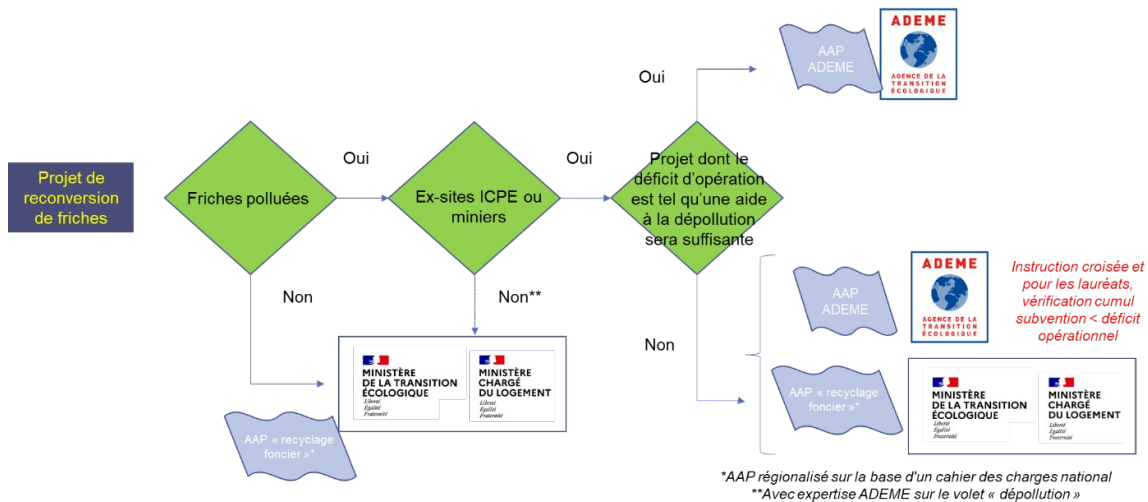 Projet de
reconversion
de friches
Friches polluées
Oui
Non
Ex-sites ICPE ou
miniers
Oui
Non**
Projet dont le
déficit d'opération
est tel qu'une aide
à la dépollution
sera suffisante
Oui
AAP
ADEME
ADEME
AGENCE DE LA
TRANSITION
ÉCOLOGIQUE
Non
AAP
ADEME
ADEME
AGENCE DE LA
TRANSITION
ÉCOLOGIQUE
Instruction croisée et
pour les lauréats,
vérification cumul
subvention < déficit
opérationnel
MINISTÈRE
DE LA TRANSITION
ÉCOLOGIQUE
Liberté
Égalité
Fraternité
MINISTÈRE
CHARGÉ
DU LOGEMENT
Liberté
Égalité
Fraternité
AAP « recyclage
foncier »*
AAP « recyclage
foncier »*
MINISTÈRE
DE LA TRANSITION
ÉCOLOGIQUE
Liberté
Égalité
Fraternité
MINISTÈRE
CHARGÉ
DU LOGEMENT
Liberté
Égalité
Fraternité
*AAP régionalisé sur la base d'un cahier des charges national
**Avec expertise ADEME sur le volet « dépollution »